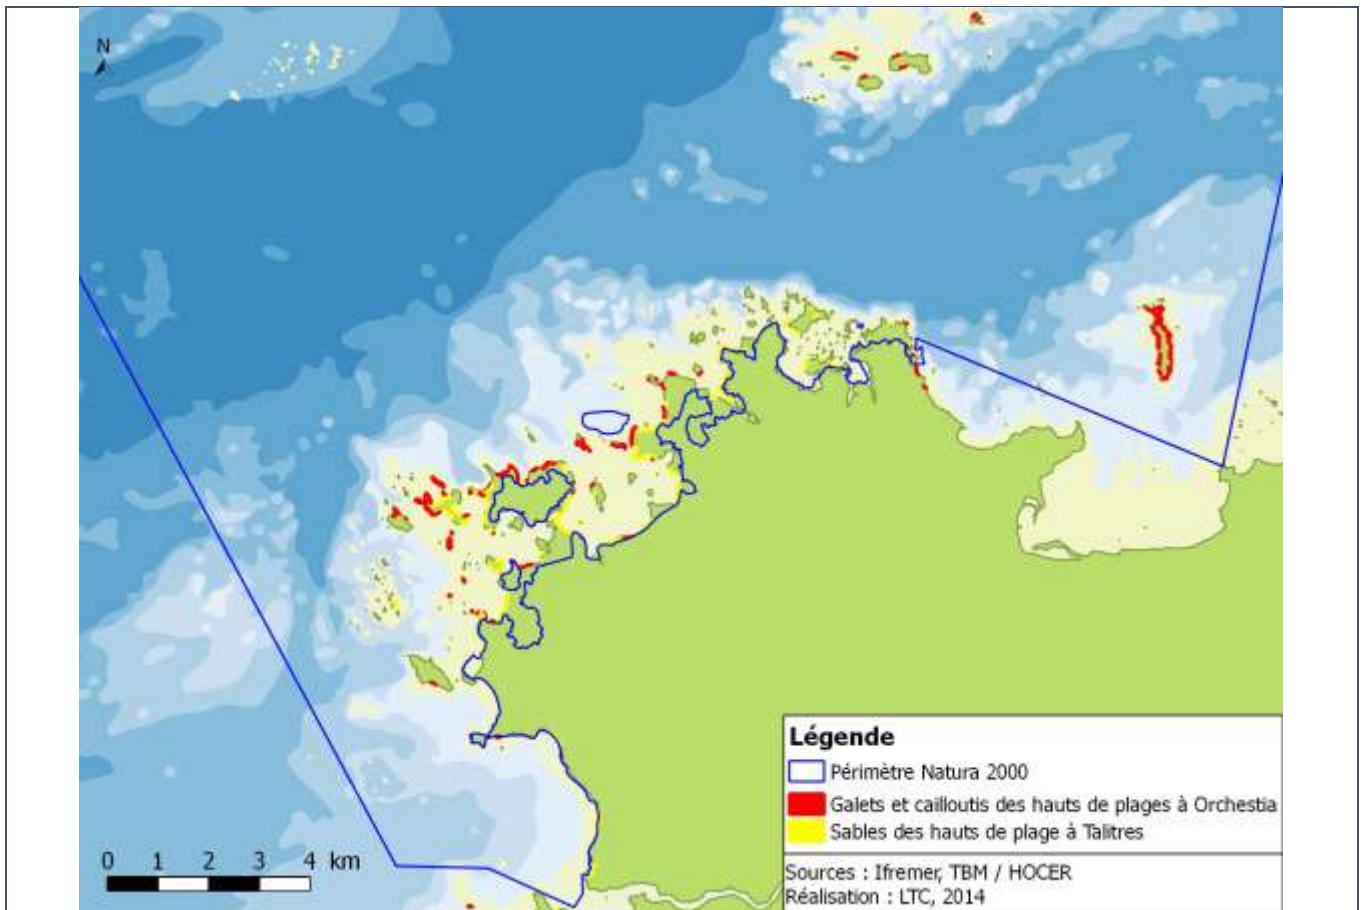 N
Légende
Périmètre Natura 2000
Galets et cailloutis des hauts de plages à Orchestia
Sables des hauts de plage à Talitres
0 1 2 3 4 km
Sources : Ifremer, TBM / HOCER
Réalisation : LTC, 2014